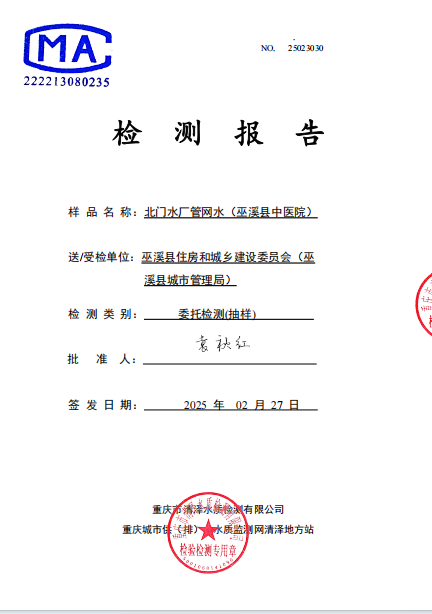 CMA
NO. 25023030
222213080235
检测报告
样品名称：北门水厂管网水（巫溪县中医院）
送/受检单位：巫溪县住房和城乡建设委员会（巫
溪县城市管理局）
检测类别：委托检测(抽样)
批准人：
签发日期：2025 年 02 月 27 日
重庆市清泽水质检测有限公司
重庆城市供（排）水水质监测网清泽地方站
检验检测专用章